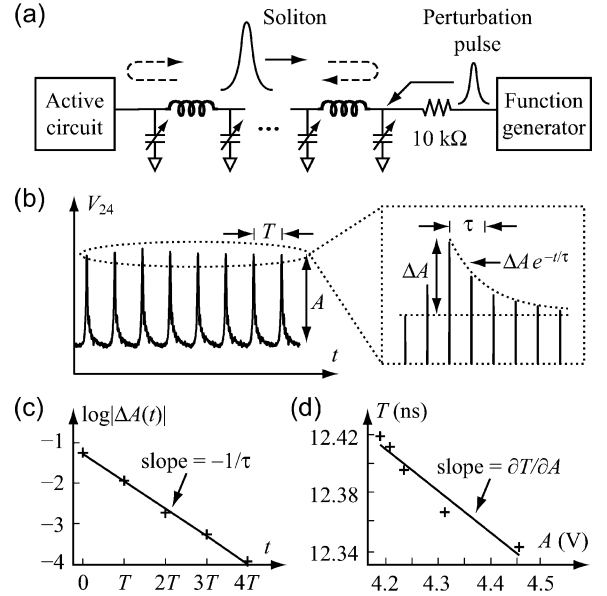 (a)
Soliton
Perturbation
pulse
Active
circuit
...
10 kΩ
Function
generator
(b)
V24
T
A
t
τ
ΔA
ΔA e−t/τ
(c)
log|ΔA(t)|
−1
−2
−3
−4
slope = −1/τ
t
0 T 2T 3T 4T
(d)
T (ns)
12.42
12.38
12.34
slope = ∂T/∂A
A (V)
4.2 4.3 4.4 4.5